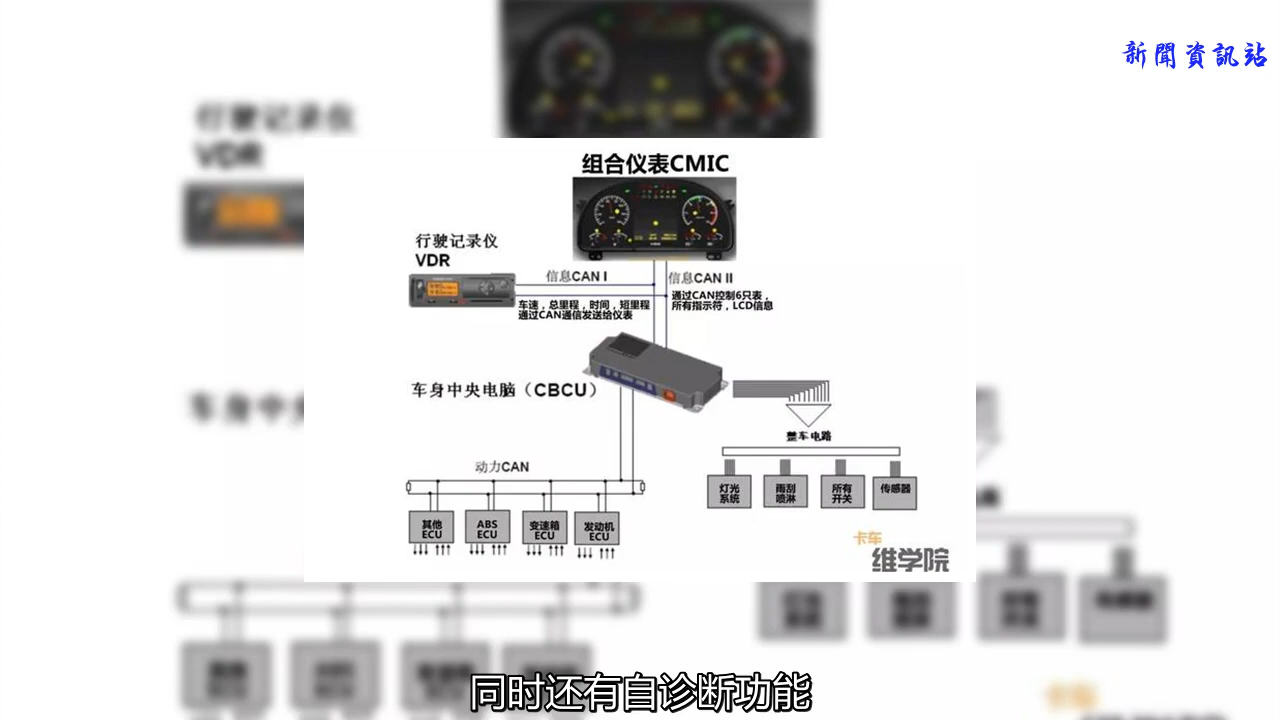 新聞資訊站
行驶记录仪
VDR
组合仪表CMIC
行驶记录仪
VDR
信息CAN I
信息CAN II
车速，总里程，时间，短里程
通过CAN通信发送给仪表
通过CAN控制6只表，
所有指示符，LCD信息
车身中央电脑（CBCU）
整车电路
动力CAN
灯光
系统
雨刮
喷淋
所有
开关
传感器
其他
ECU
ABS
ECU
变速箱
ECU
发动机
ECU
卡车
维学院
同时还有自诊断功能